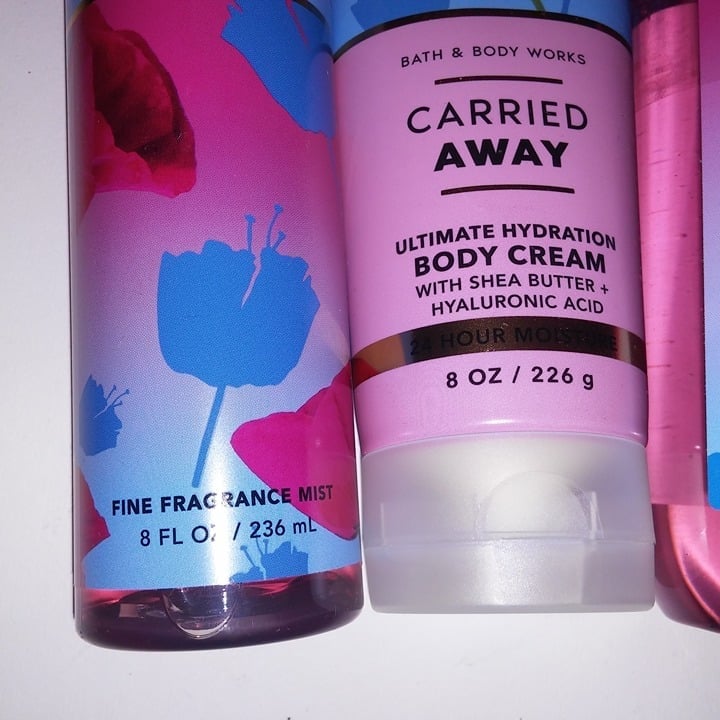 BATH & BODY WORKS
CARRIED
AWAY
ULTIMATE HYDRATION
BODY CREAM
WITH SHEA BUTTER +
HYALURONIC ACID
24 HOUR MOISTURE
8 OZ / 226 g
FINE FRAGRANCE MIST
8 FL OZ / 236 mL